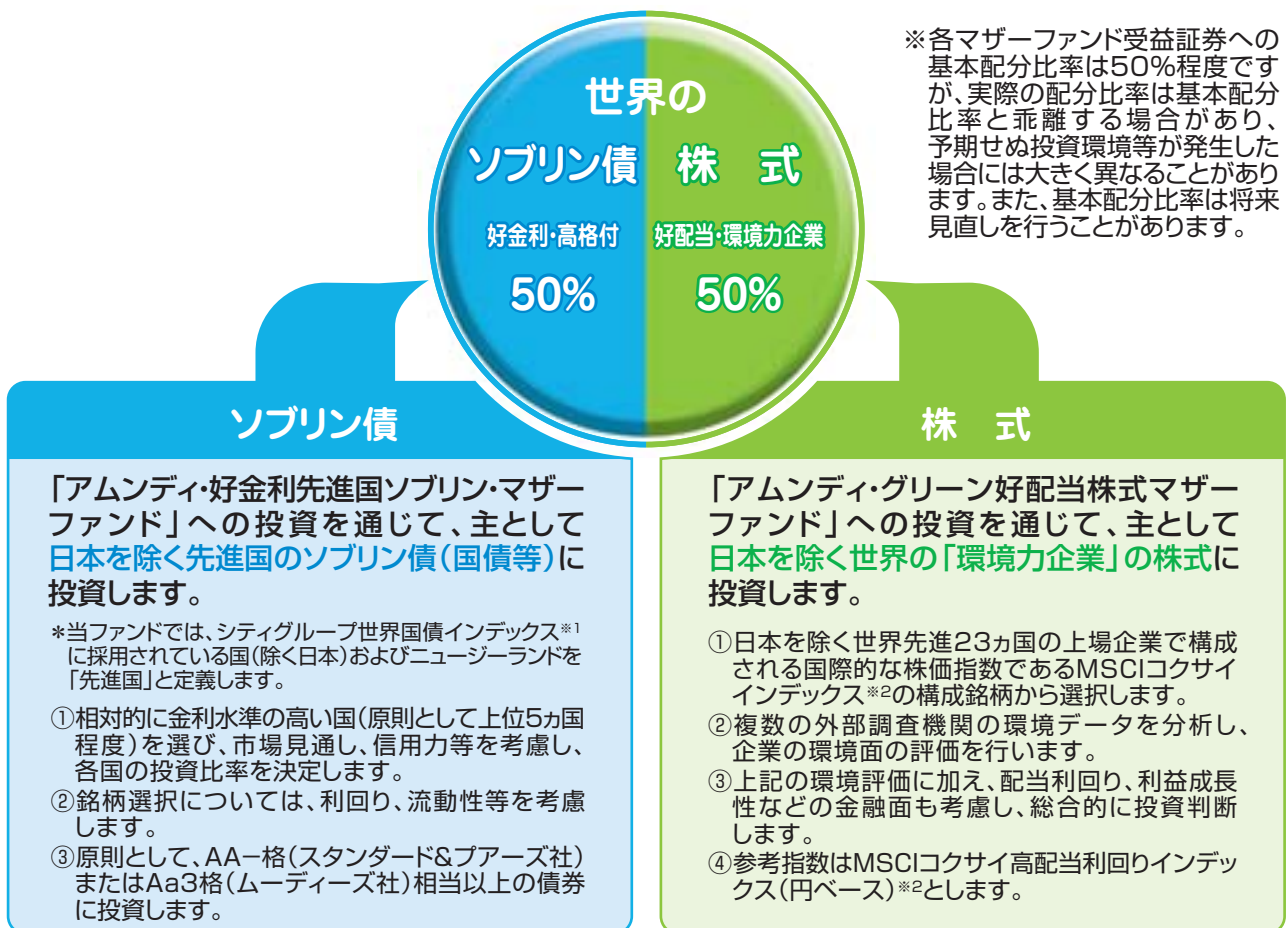 世界の
ソブリン債 株 式
好金利・高格付 好配当・環境力企業
50% 50%
※各マザーファンド受益証券への
基本配分比率は50%程度です
が、実際の配分比率は基本配分
比率と乖離する場合があり、
予期せぬ投資環境等が発生した
場合には大きく異なることがあり
ます。また、基本配分比率は将来
見直しを行うことがあります。
ソブリン債
「アムンディ・好金利先進国ソブリン・マザー
ファンド」への投資を通じて、主として
日本を除く先進国のソブリン債(国債等)に
投資します。
*当ファンドでは、シティグループ世界国債インデックス※1
に採用されている国(除く日本)およびニュージーランドを
「先進国」と定義します。
①相対的に金利水準の高い国(原則として上位5ヵ国
程度)を選び、市場見通し、信用力等を考慮し、
各国の投資比率を決定します。
②銘柄選択については、利回り、流動性等を考慮
します。
③原則として、AA−格(スタンダード&プアーズ社)
またはAa3格(ムーディーズ社)相当以上の債券
に投資します。
株 式
「アムンディ・グリーン好配当株式マザー
ファンド」への投資を通じて、主として
日本を除く世界の「環境力企業」の株式に
投資します。
①日本を除く世界先進23ヵ国の上場企業で構成
される国際的な株価指数であるMSCIコクサイ
インデックス※2の構成銘柄から選択します。
②複数の外部調査機関の環境データを分析し、
企業の環境面の評価を行います。
③上記の環境評価に加え、配当利回り、利益成長
性などの金融面も考慮し、総合的に投資判断
します。
④参考指数はMSCIコクサイ高配当利回りインデッ
クス(円ベース)※2とします。